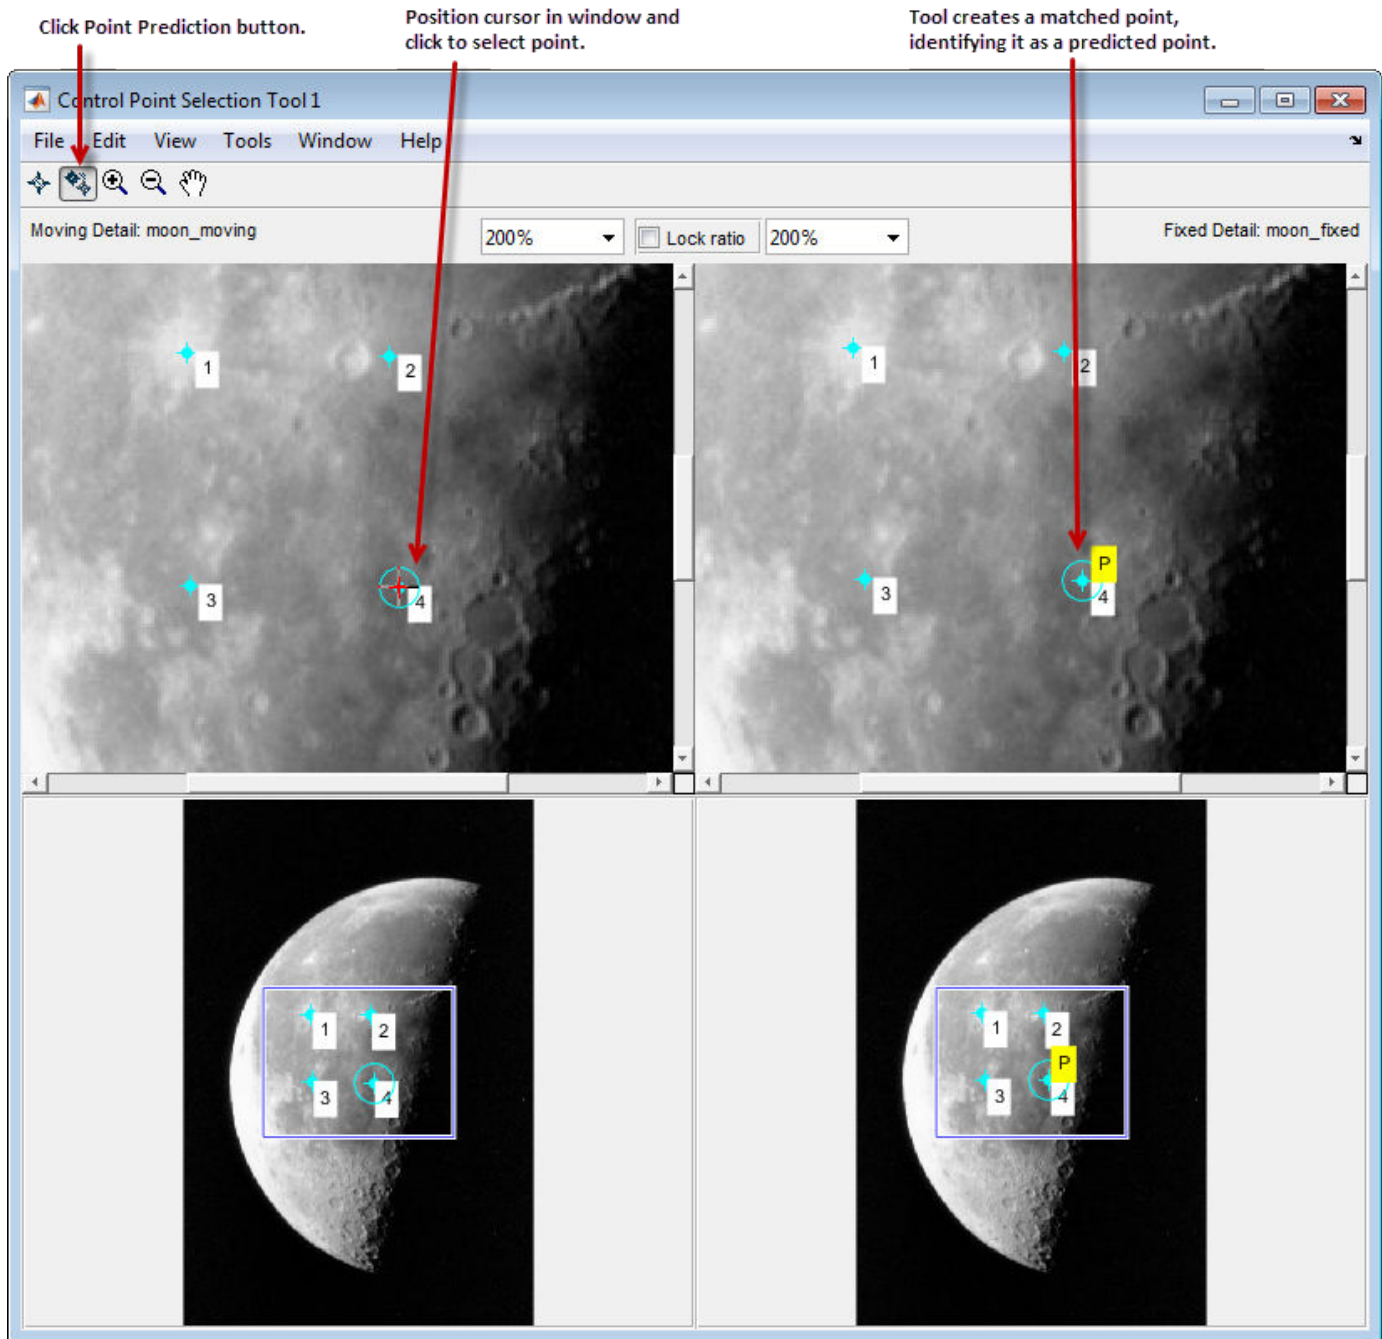 Click Point Prediction button.
Position cursor in window and
click to select point.
Tool creates a matched point,
identifying it as a predicted point.
Control Point Selection Tool 1
File Edit View Tools Window Help
Moving Detail: moon_moving
200%
Lock ratio
200%
Fixed Detail: moon_fixed
1
2
3
4
1
2
3
P
4
1
2
3
4
1
2
3
P
4